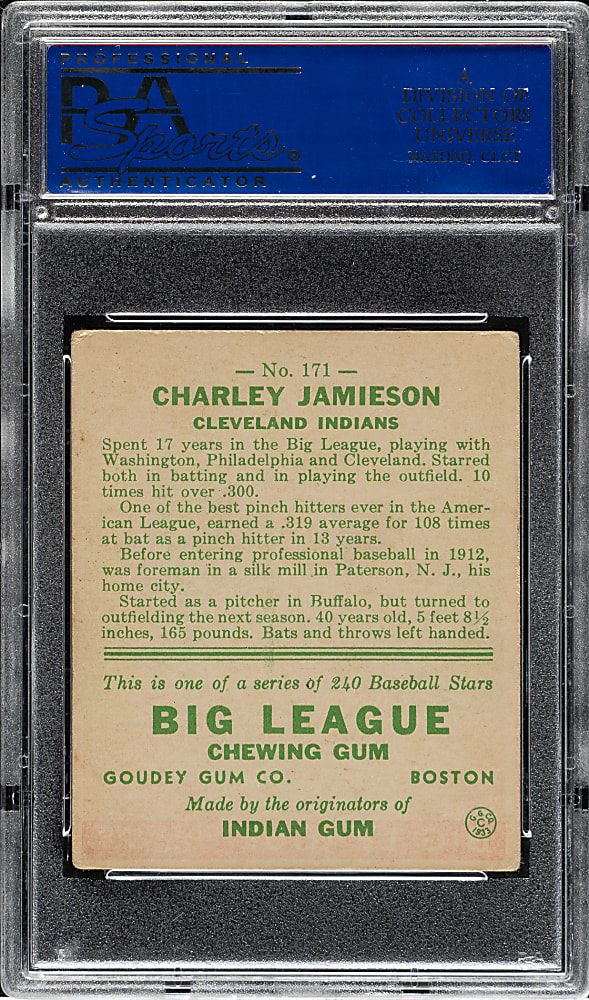 PROFESSIONAL
PSA
Sports ®
AUTHENTICATOR
A
DIVISION OF
COLLECTORS
UNIVERSE
NASDAQ: CLCT
— No. 171 —
CHARLEY JAMIESON
CLEVELAND INDIANS
Spent 17 years in the Big League, playing with
Washington, Philadelphia and Cleveland. Starred
both in batting and in playing the outfield. 10
times hit over .300.
One of the best pinch hitters ever in the Amer-
ican League, earned a .319 average for 108 times
at bat as a pinch hitter in 13 years.
Before entering professional baseball in 1912,
was foreman in a silk mill in Paterson, N. J., his
home city.
Started as a pitcher in Buffalo, but turned to
outfielding the next season. 40 years old, 5 feet 8½
inches, 165 pounds. Bats and throws left handed.
This is one of a series of 240 Baseball Stars
BIG LEAGUE
CHEWING GUM
GOUDEY GUM CO. BOSTON
Made by the originators of
INDIAN GUM
G. G. CO.
C
1933